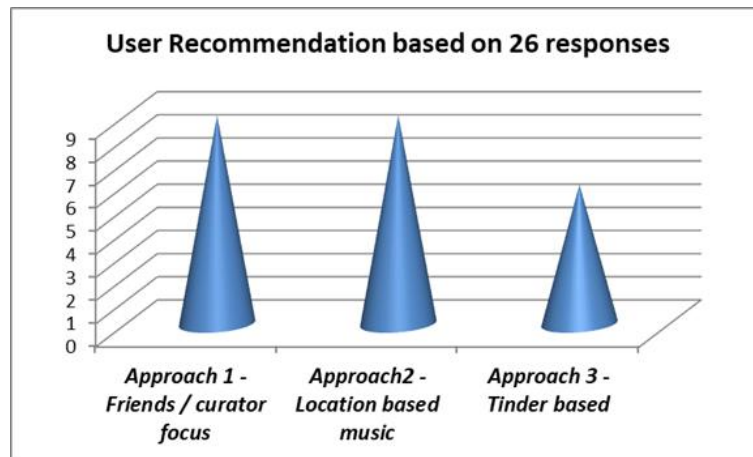 User Recommendation based on 26 responses
9
8
7
6
5
4
3
2
1
0
Approach 1 -
Friends / curator
focus
Approach2 -
Location based
music
Approach 3 -
Tinder based